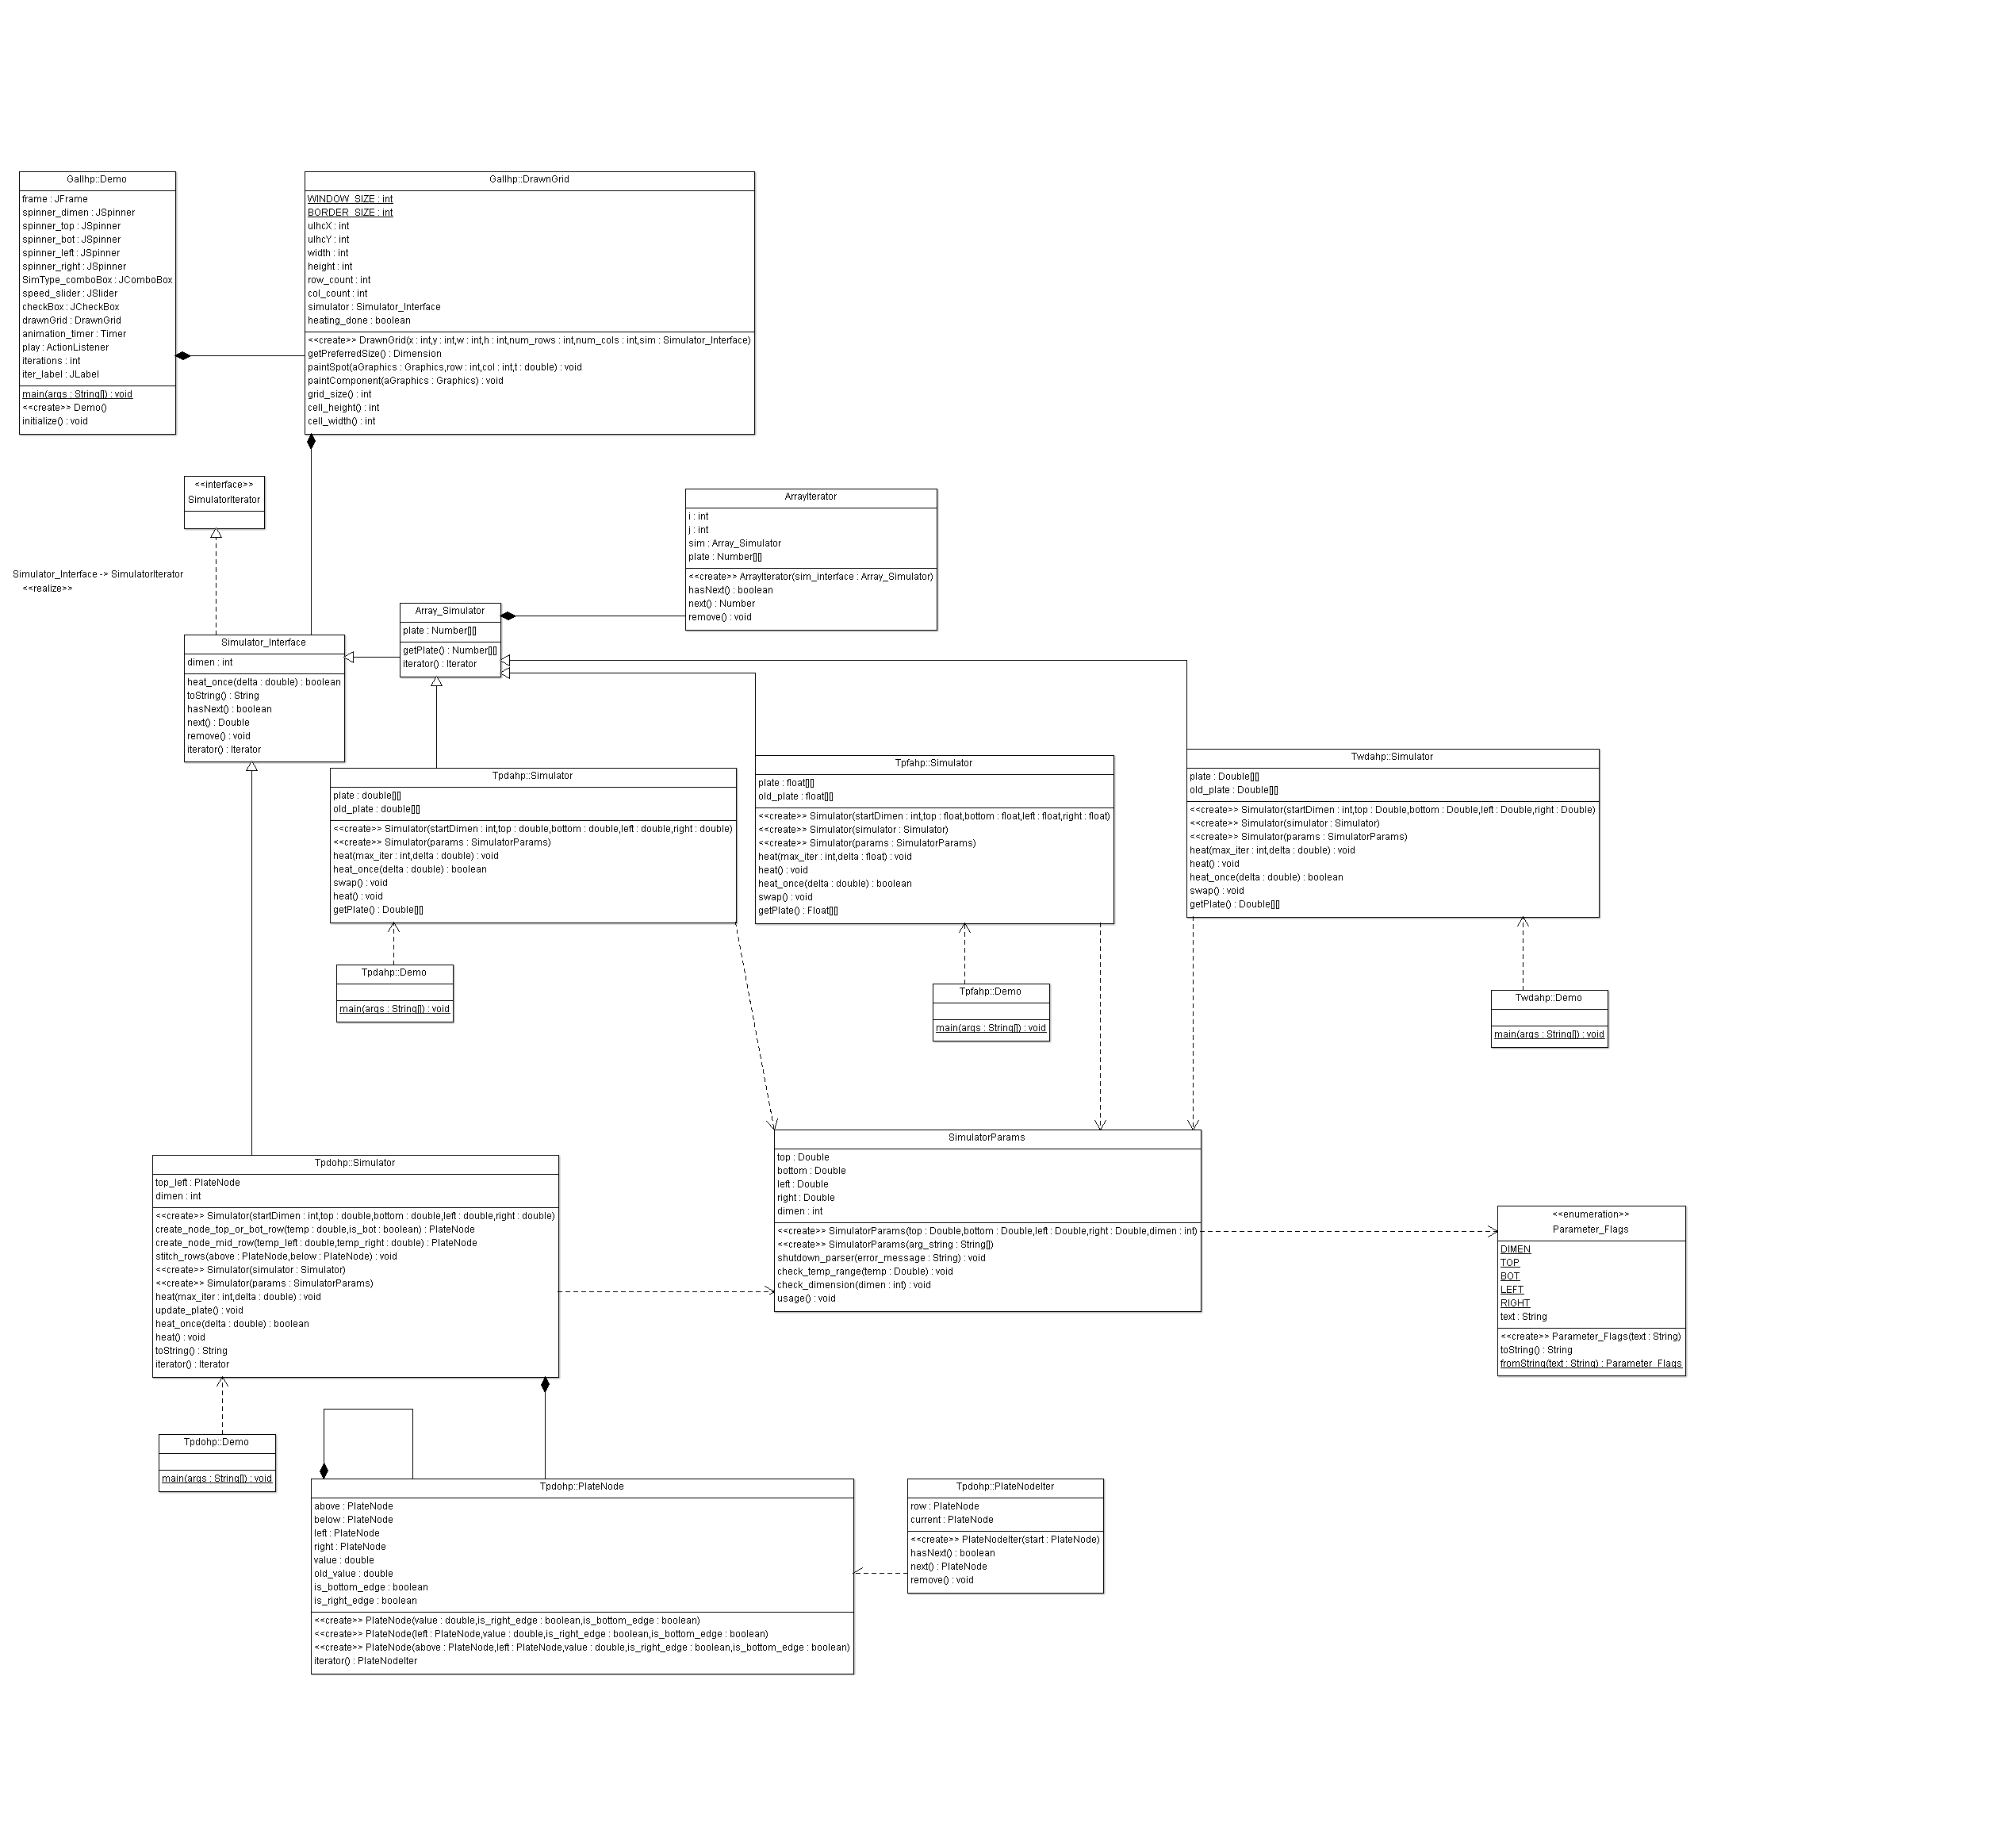 Gallhp::Demo
frame : JFrame
spinner_dimen : JSpinner
spinner_top : JSpinner
spinner_bot : JSpinner
spinner_left : JSpinner
spinner_right : JSpinner
SimType_comboBox : JComboBox
speed_slider : JSlider
checkBox : JCheckBox
drawnGrid : DrawnGrid
animation_timer : Timer
play : ActionListener
iterations : int
iter_label : JLabel
main(args : String[]) : void
<<create>> Demo()
initialize() : void
Gallhp::DrawnGrid
WINDOW_SIZE : int
BORDER_SIZE : int
ulhcX : int
ulhcY : int
width : int
height : int
row_count : int
col_count : int
simulator : Simulator_Interface
heating_done : boolean
<<create>> DrawnGrid(x : int,y : int,w : int,h : int,num_rows : int,num_cols : int,sim : Simulator_Interface)
getPreferredSize() : Dimension
paintSpot(aGraphics : Graphics,row : int,col : int,t : double) : void
paintComponent(aGraphics : Graphics) : void
grid_size() : int
cell_height() : int
cell_width() : int
<<interface>>
SimulatorIterator
Simulator_Interface -> SimulatorIterator
<<realize>>
ArrayIterator
i : int
j : int
sim : Array_Simulator
plate : Number[][]
<<create>> ArrayIterator(sim_interface : Array_Simulator)
hasNext() : boolean
next() : Number
remove() : void
Array_Simulator
plate : Number[][]
getPlate() : Number[][]
iterator() : Iterator
Simulator_Interface
dimen : int
heat_once(delta : double) : boolean
toString() : String
hasNext() : boolean
next() : Double
remove() : void
iterator() : Iterator
Tpdahp::Simulator
plate : double[][]
old_plate : double[][]
<<create>> Simulator(startDimen : int,top : double,bottom : double,left : double,right : double)
<<create>> Simulator(params : SimulatorParams)
heat(max_iter : int,delta : double) : void
heat_once(delta : double) : boolean
swap() : void
heat() : void
getPlate() : Double[][]
Tpfahp::Simulator
plate : float[][]
old_plate : float[][]
<<create>> Simulator(startDimen : int,top : float,bottom : float,left : float,right : float)
<<create>> Simulator(simulator : Simulator)
<<create>> Simulator(params : SimulatorParams)
heat(max_iter : int,delta : float) : void
heat() : void
heat_once(delta : double) : boolean
swap() : void
getPlate() : Float[][]
Twdahp::Simulator
plate : Double[][]
old_plate : Double[][]
<<create>> Simulator(startDimen : int,top : Double,bottom : Double,left : Double,right : Double)
<<create>> Simulator(simulator : Simulator)
<<create>> Simulator(params : SimulatorParams)
heat(max_iter : int,delta : double) : void
heat() : void
heat_once(delta : double) : boolean
swap() : void
getPlate() : Double[][]
Tpdahp::Demo
main(args : String[]) : void
Tpfahp::Demo
main(args : String[]) : void
Twdahp::Demo
main(args : String[]) : void
SimulatorParams
top : Double
bottom : Double
left : Double
right : Double
dimen : int
<<create>> SimulatorParams(top : Double,bottom : Double,left : Double,right : Double,dimen : int)
<<create>> SimulatorParams(arg_string : String[])
shutdown_parser(error_message : String) : void
check_temp_range(temp : Double) : void
check_dimension(dimen : int) : void
usage() : void
Tpdohp::Simulator
top_left : PlateNode
dimen : int
<<create>> Simulator(startDimen : int,top : double,bottom : double,left : double,right : double)
create_node_top_or_bot_row(temp : double,is_bot : boolean) : PlateNode
create_node_mid_row(temp_left : double,temp_right : double) : PlateNode
stitch_rows(above : PlateNode,below : PlateNode) : void
<<create>> Simulator(simulator : Simulator)
<<create>> Simulator(params : SimulatorParams)
heat(max_iter : int,delta : double) : void
update_plate() : void
heat_once(delta : double) : boolean
heat() : void
toString() : String
iterator() : Iterator
<<enumeration>>
Parameter_Flags
DIMEN
TOP
BOT
LEFT
RIGHT
text : String
<<create>> Parameter_Flags(text : String)
toString() : String
fromString(text : String) : Parameter_Flags
Tpdohp::Demo
main(args : String[]) : void
Tpdohp::PlateNode
above : PlateNode
below : PlateNode
left : PlateNode
right : PlateNode
value : double
old_value : double
is_bottom_edge : boolean
is_right_edge : boolean
<<create>> PlateNode(value : double,is_right_edge : boolean,is_bottom_edge : boolean)
<<create>> PlateNode(left : PlateNode,value : double,is_right_edge : boolean,is_bottom_edge : boolean)
<<create>> PlateNode(above : PlateNode,left : PlateNode,value : double,is_right_edge : boolean,is_bottom_edge : boolean)
iterator() : PlateNodeIter
Tpdohp::PlateNodeIter
row : PlateNode
current : PlateNode
<<create>> PlateNodeIter(start : PlateNode)
hasNext() : boolean
next() : PlateNode
remove() : void